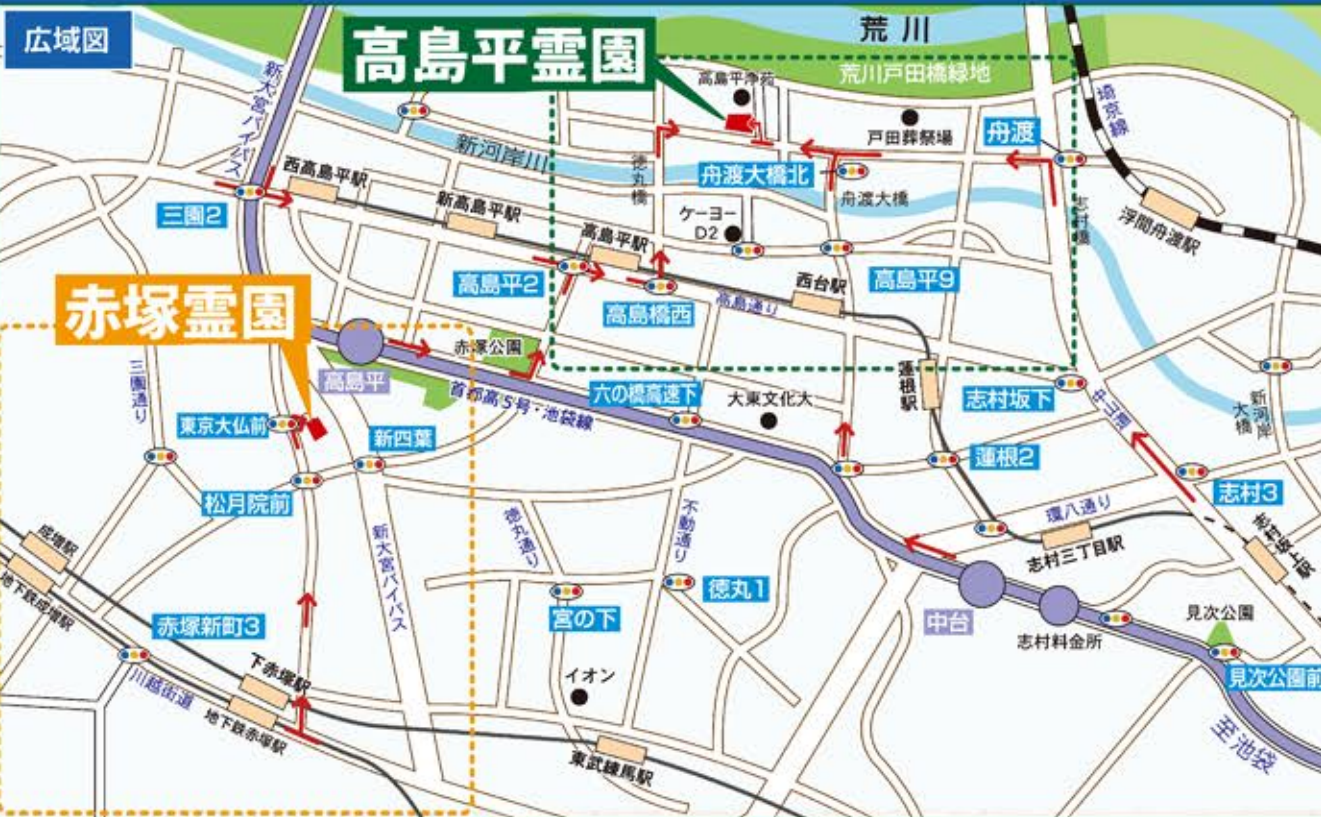 広域図
高島平霊園
荒川
荒川戸田橋緑地
高島平浄苑
戸田葬祭場
舟渡
埼京線
新大宮バイパス
新河岸川
徳丸橋
舟渡大橋北
舟渡大橋
志村橋
浮間舟渡駅
西高島平駅
三園2
新高島平駅
ケーヨー
D2
高島平駅
高島平2
高島橋西
高島通り
西台駅
高島平9
赤塚霊園
高島平
赤塚公園
首都高5号・池袋線
六の橋高速下
大東文化大
蓮根駅
志村坂下
中山道
新河岸
大橋
三園通り
東京大仏前
新四葉
松月院前
蓮根2
志村3
環八通り
志村三丁目駅
志村坂上駅
成増駅
地下鉄成増駅
新大宮バイパス
徳丸通り
不動通り
徳丸1
宮の下
中台
志村料金所
見次公園
見次公園前
至池袋
赤塚新町3
川越街道
下赤塚駅
地下鉄赤塚駅
イオン
東武練馬駅